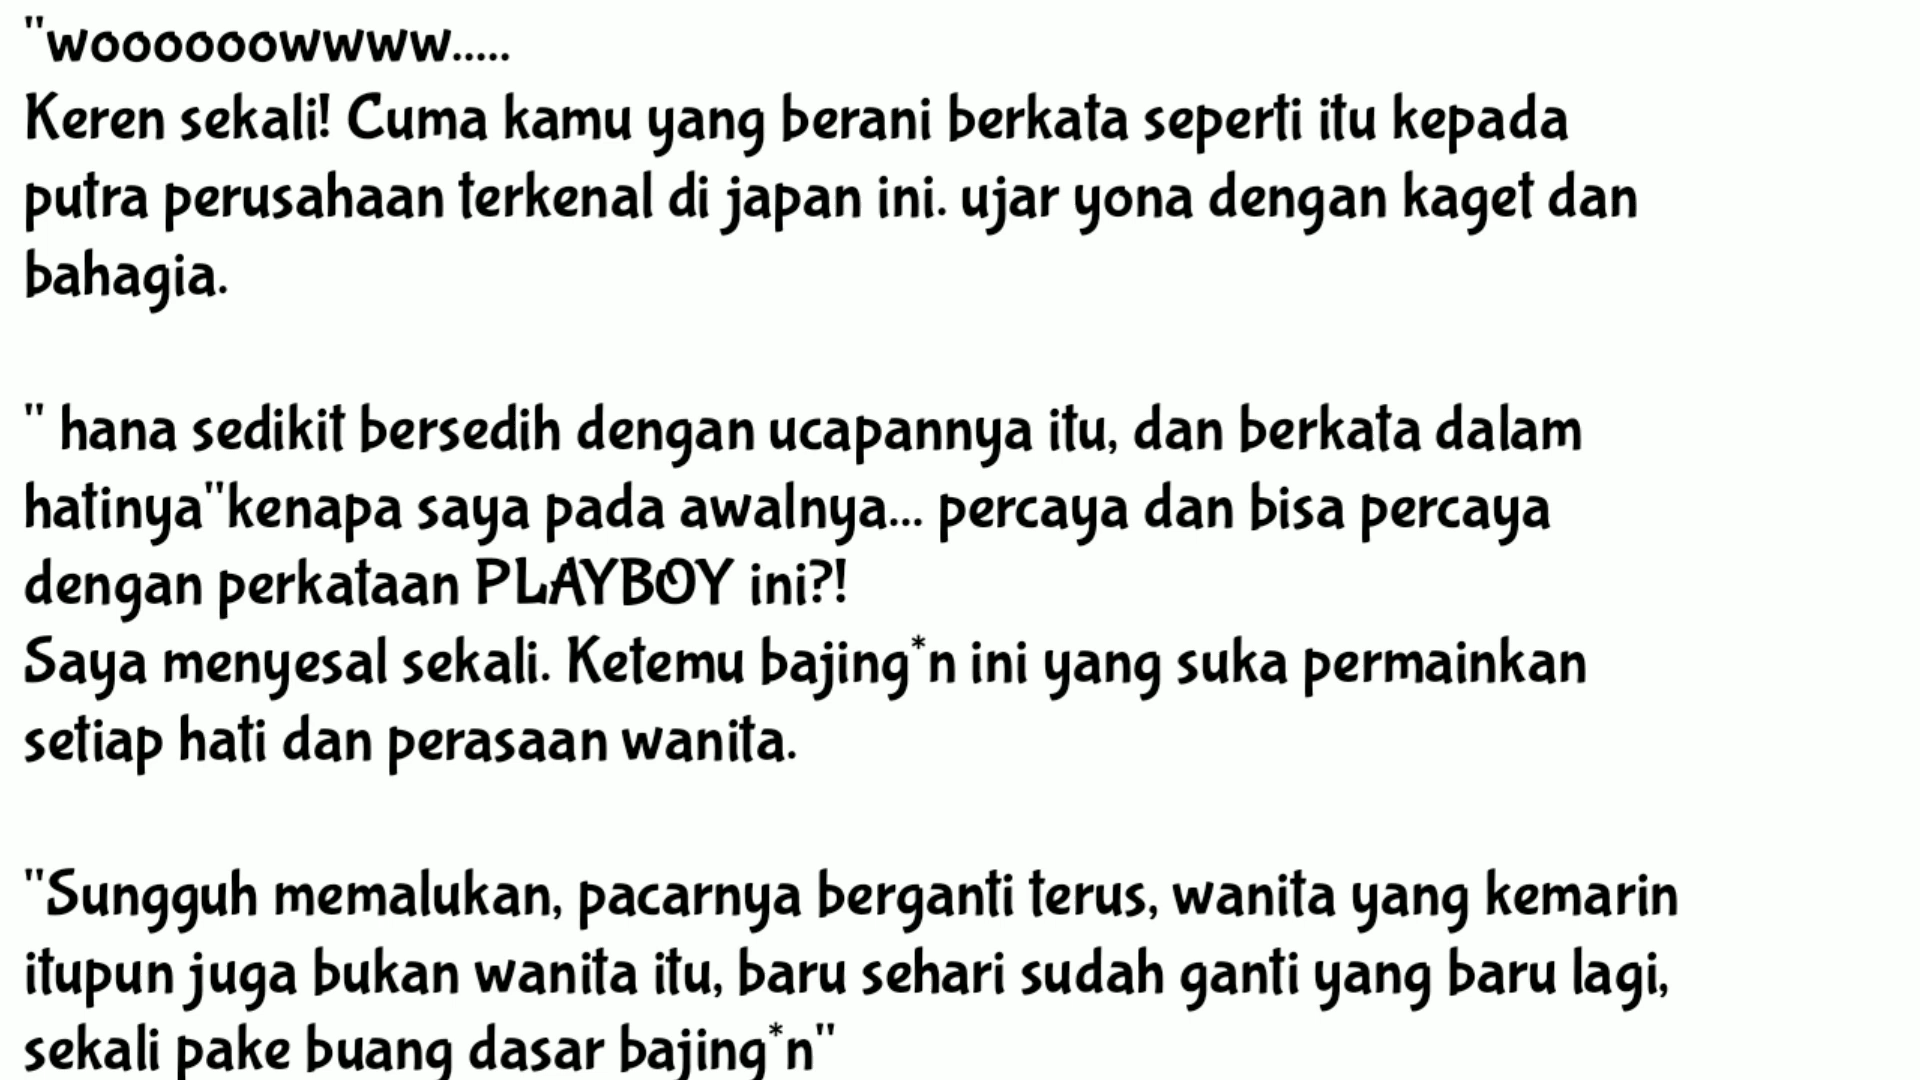 "woooooowwww.....
Keren sekali! Cuma kamu yang berani berkata seperti itu kepada
putra perusahaan terkenal di japan ini. ujar yona dengan kaget dan
bahagia.
" hana sedikit bersedih dengan ucapannya itu, dan berkata dalam
hatinya"kenapa saya pada awalnya... percaya dan bisa percaya
dengan perkataan PLAYBOY ini?!
Saya menyesal sekali. Ketemu bajing*n ini yang suka permainkan
setiap hati dan perasaan wanita.
"Sungguh memalukan, pacarnya berganti terus, wanita yang kemarin
itupun juga bukan wanita itu, baru sehari sudah ganti yang baru lagi,
sekali pake buang dasar bajing*n"